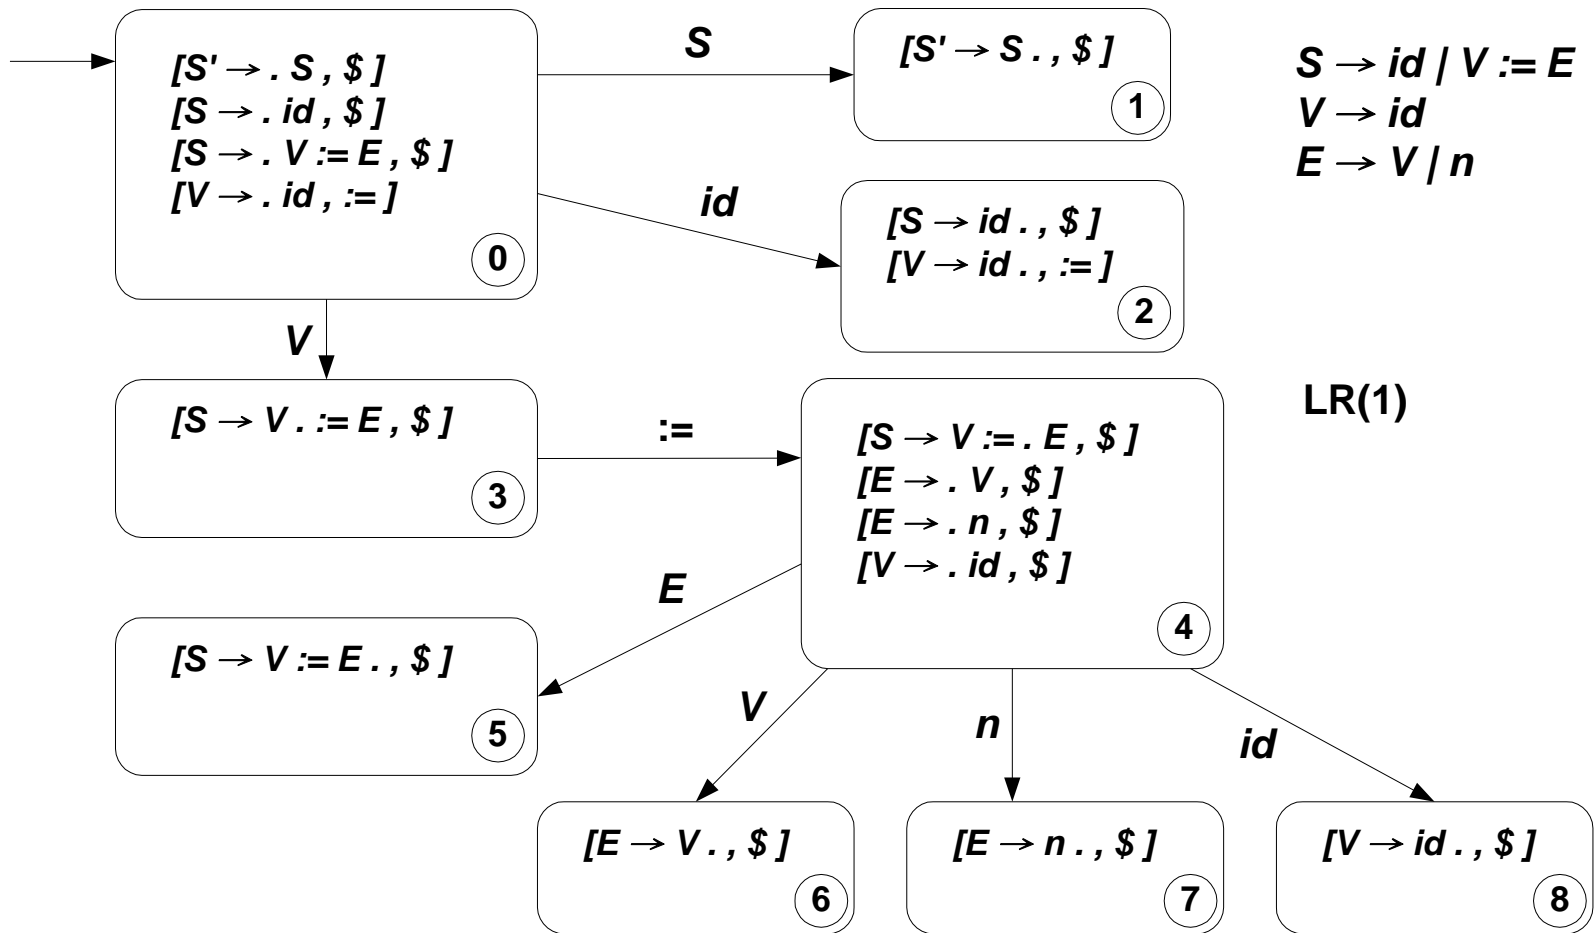 [S' → . S , $ ]
[S → . id , $ ]
[S → . V := E , $ ]
[V → . id , := ]
0
S
[S' → S . , $ ]
1
S → id | V := E
V → id
E → V | n
id
[S → id . , $ ]
[V → id . , := ]
2
V
[S → V . := E , $ ]
3
:=
[S → V := . E , $ ]
[E → . V , $ ]
[E → . n , $ ]
[V → . id , $ ]
4
LR(1)
E
[S → V := E . , $ ]
5
V
n
id
[E → V . , $ ]
6
[E → n . , $ ]
7
[V → id . , $ ]
8